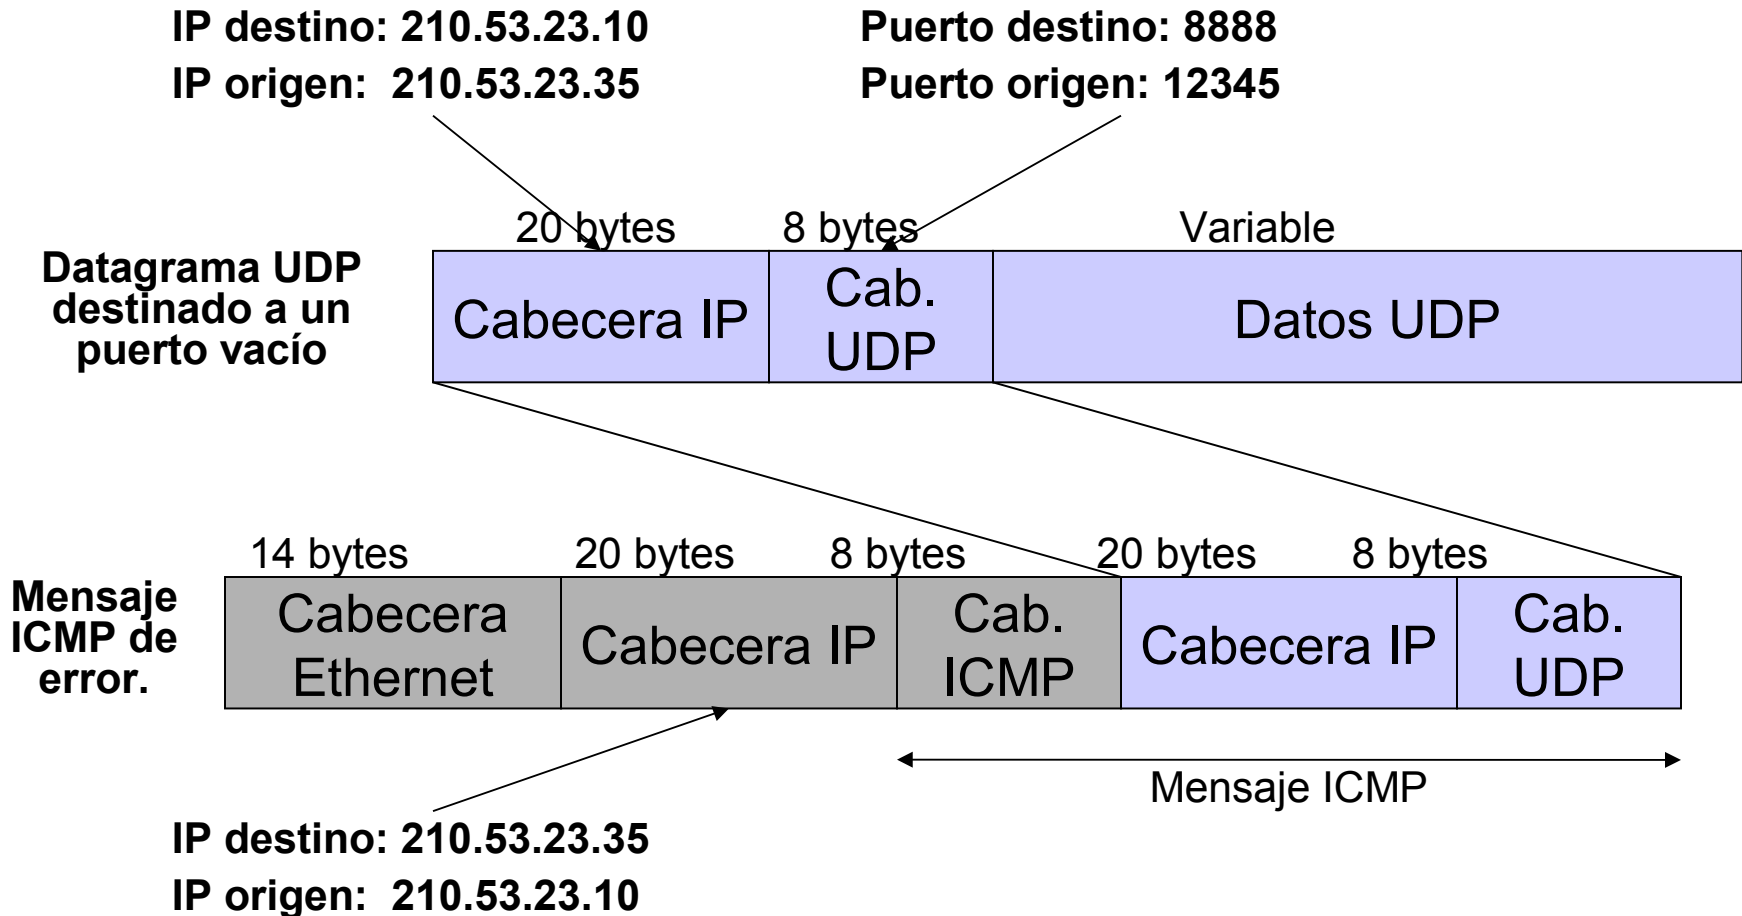 IP destino: 210.53.23.10
IP origen: 210.53.23.35
Puerto destino: 8888
Puerto origen: 12345
20 bytes
8 bytes
Variable
Datagrama UDP
destinado a un
puerto vacío
Cabecera IP
Cab.
UDP
Datos UDP
14 bytes
20 bytes
8 bytes
20 bytes
8 bytes
Mensaje
ICMP de
error.
Cabecera
Ethernet
Cabecera IP
Cab.
ICMP
Cabecera IP
Cab.
UDP
Mensaje ICMP
IP destino: 210.53.23.35
IP origen: 210.53.23.10